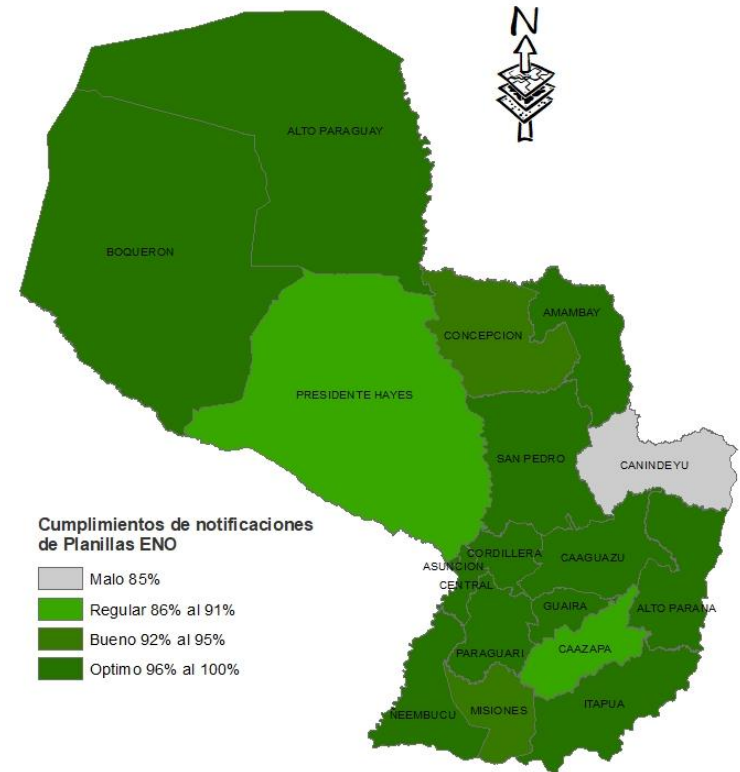 N
ALTO PARAGUAY
BOQUERON
AMAMBAY
CONCEPCION
PRESIDENTE HAYES
SAN PEDRO
CANINDEYU
Cumplimientos de notificaciones
de Planillas ENO
Malo 85%
Regular 86% al 91%
Bueno 92% al 95%
Optimo 96% al 100%
CORDILLERA
CAAGUAZU
ASUNCION
CENTRAL
GUAIRA
ALTO PARANA
PARAGUARI
CAAZAPA
ÑEEMBUCU
MISIONES
ITAPUA